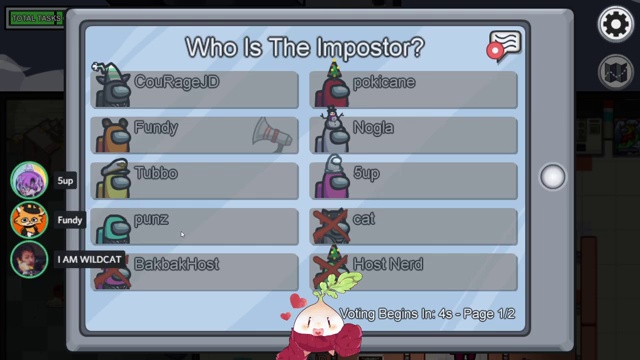 TOTAL TASKS
Who Is The Impostor?
CouRageJD
pokicane
Fundy
Nogla
Tubbo
5up
punz
cat
BakbakHost
Host Nerd
5up
Fundy
I AM WILDCAT
Voting Begins In: 4s - Page 1/2